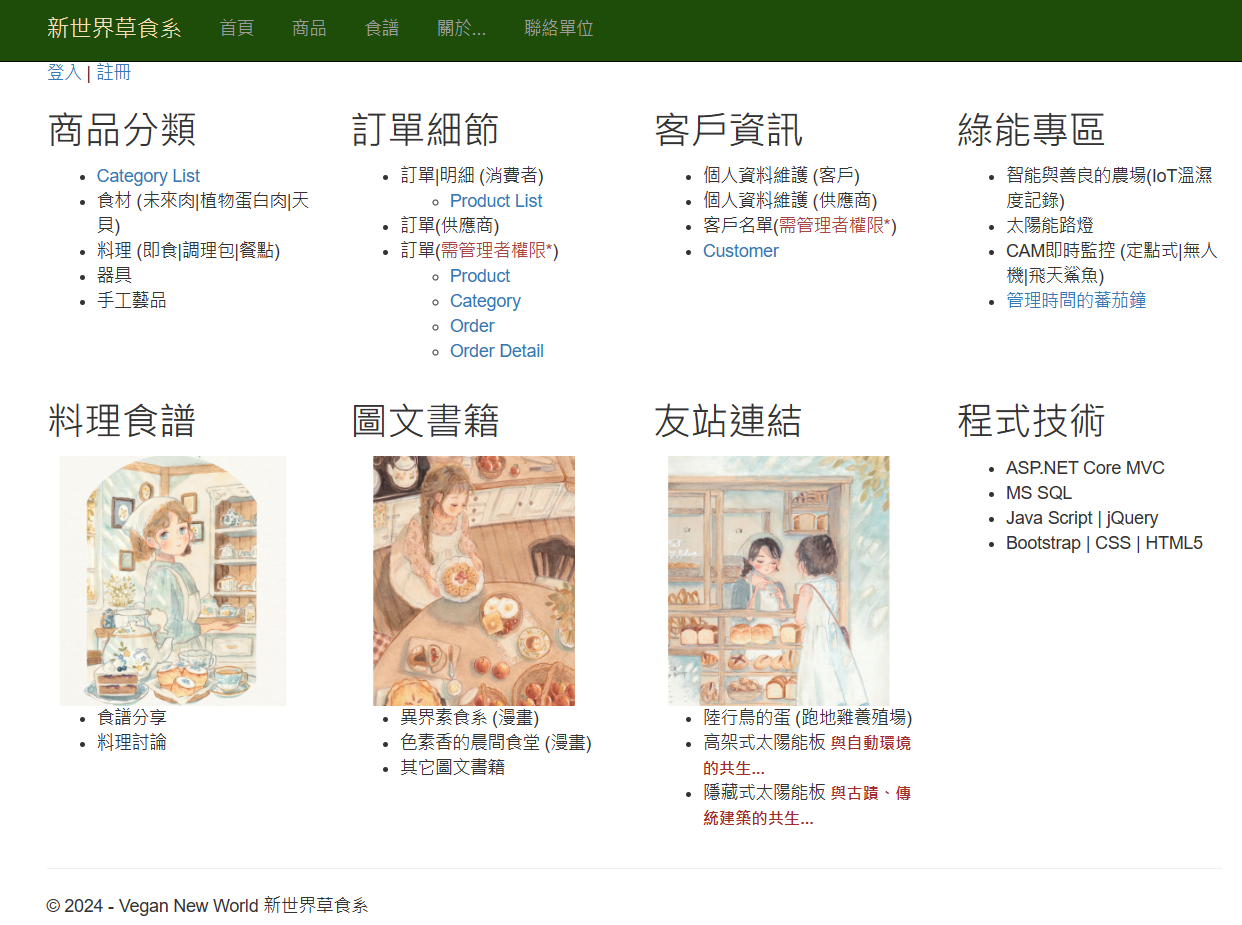 新世界草食系 首頁 商品 食譜 關於... 聯絡單位
登入 | 註冊
商品分類
Category List
食材 (未來肉|植物蛋白肉|天
貝)
料理 (即食|調理包|餐點)
器具
手工藝品
訂單細節
訂單|明細 (消費者)
Product List
訂單(供應商)
訂單(需管理者權限*)
Product
Category
Order
Order Detail
客戶資訊
個人資料維護 (客戶)
個人資料維護 (供應商)
客戶名單(需管理者權限*)
Customer
綠能專區
智能與善良的農場(IoT溫濕
度記錄)
太陽能路燈
CAM即時監控 (定點式|無人
機|飛天鯊魚)
管理時間的蕃茄鐘
料理食譜
食譜分享
料理討論
圖文書籍
異界素食系 (漫畫)
色素香的晨間食堂 (漫畫)
其它圖文書籍
友站連結
陸行鳥的蛋 (跑地雞養殖場)
高架式太陽能板 與自動環境
的共生...
隱藏式太陽能板 與古蹟、傳
統建築的共生...
程式技術
ASP.NET Core MVC
MS SQL
Java Script | jQuery
Bootstrap | CSS | HTML5
© 2024 - Vegan New World 新世界草食系